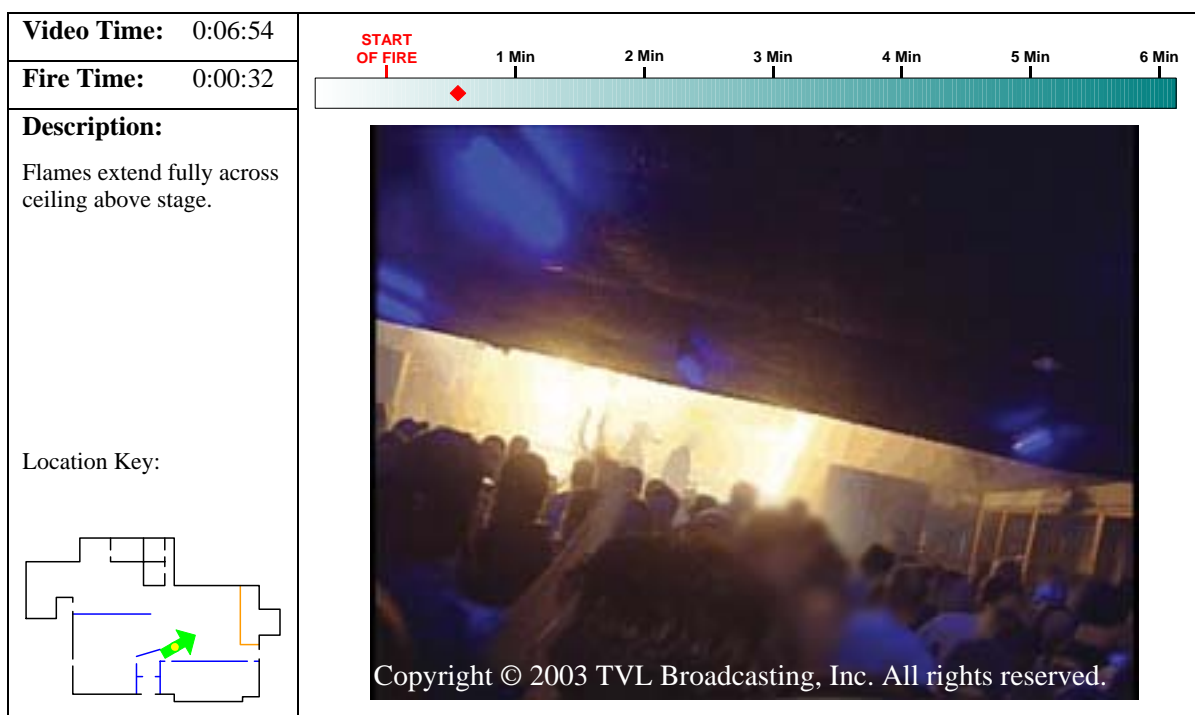 Video Time: 0:06:54
Fire Time: 0:00:32
Description:
Flames extend fully across
ceiling above stage.
Location Key:
START
OF FIRE
1 Min
2 Min
3 Min
4 Min
5 Min
6 Min
Copyright © 2003 TVL Broadcasting, Inc. All rights reserved.